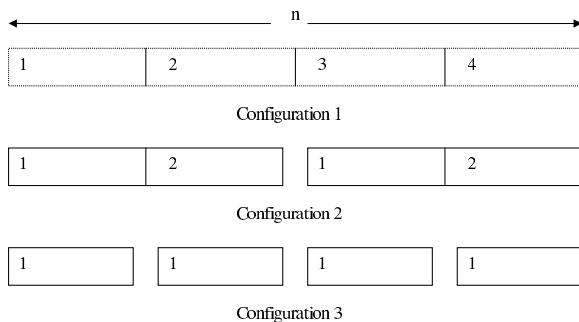 n
1 2 3 4
Configuration 1
1 2 1 2
Configuration 2
1 1 1 1
Configuration 3